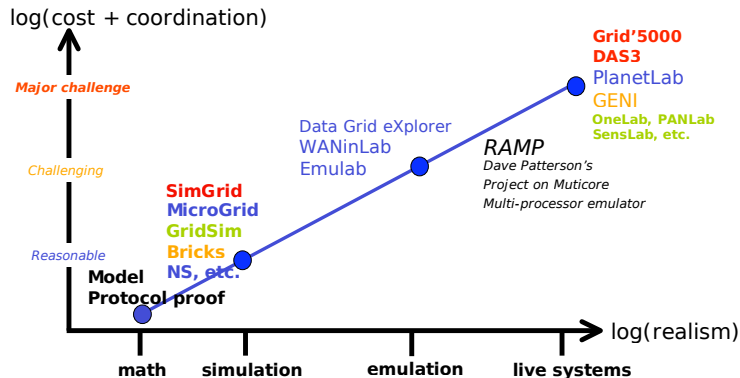 log(cost + coordination)
Grid'5000
DAS3
Major challenge
PlanetLab
GENI
OneLab, PANLab
SensLab, etc.
Data Grid eXplorer
WANinLab
Emulab
RAMP
Dave Patterson's
Project on Muticore
Multi-processor emulator
Challenging
SimGrid
MicroGrid
GridSim
Bricks
NS, etc.
Reasonable
Model
Protocol proof
log(realism)
math
simulation
emulation
live systems